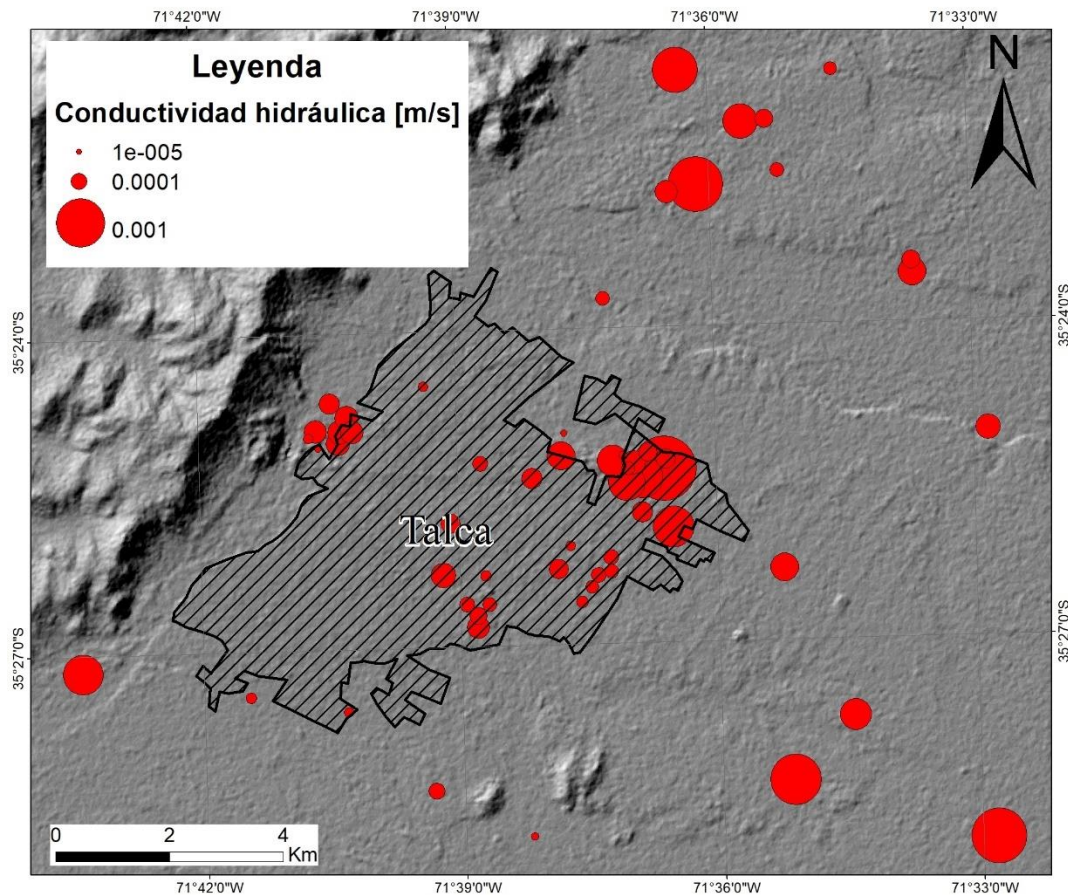 71°42'0"W 71°39'0"W 71°36'0"W 71°33'0"W
Leyenda
Conductividad hidráulica [m/s]
1e-005
0.0001
0.001
N
35°24'0"S
35°24'0"S
Talca
35°27'0"S
35°27'0"S
0 2 4
Km
71°42'0"W 71°39'0"W 71°36'0"W 71°33'0"W